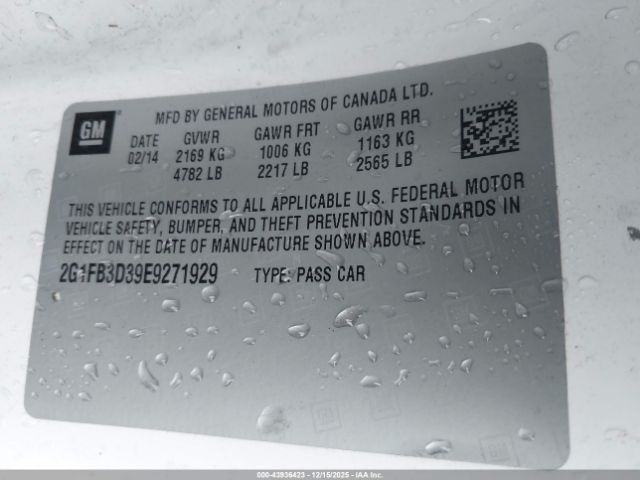 GM
MFD BY GENERAL MOTORS OF CANADA LTD.
DATE GVWR GAWR FRT GAWR RR
02/14 2169 KG 1006 KG 1163 KG
4782 LB 2217 LB 2565 LB
THIS VEHICLE CONFORMS TO ALL APPLICABLE U.S. FEDERAL MOTOR
VEHICLE SAFETY, BUMPER, AND THEFT PREVENTION STANDARDS IN
EFFECT ON THE DATE OF MANUFACTURE SHOWN ABOVE.
2G1FB3D39E9271929 TYPE: PASS CAR
000-43936423 - 12/15/2025 - IAA Inc.